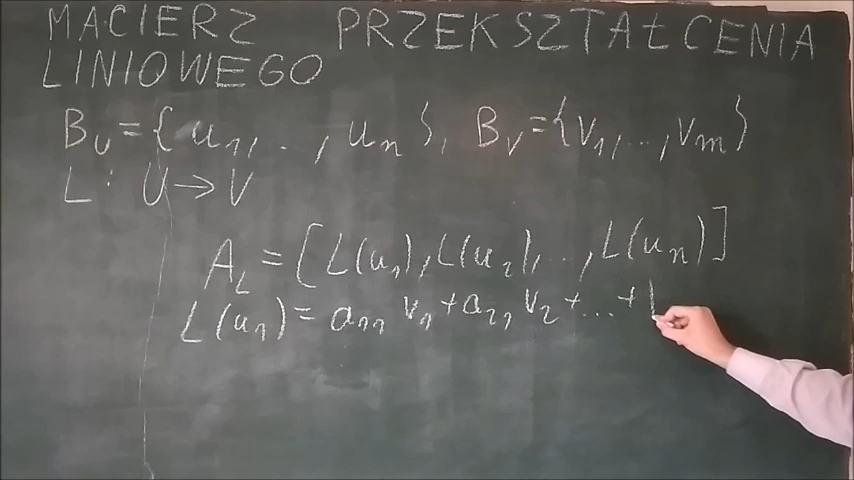 MACIERZ PRZEKSZTAŁCENIA
LINIOWEGO
B_U = { u_1, . . , u_n }, B_V = { v_1, ..., v_m }
L : U → V
A_L = [ L(u_1), L(u_2), ..., L(u_n) ]
L(u_1) = a_11 v_1 + a_21 v_2 + ... +